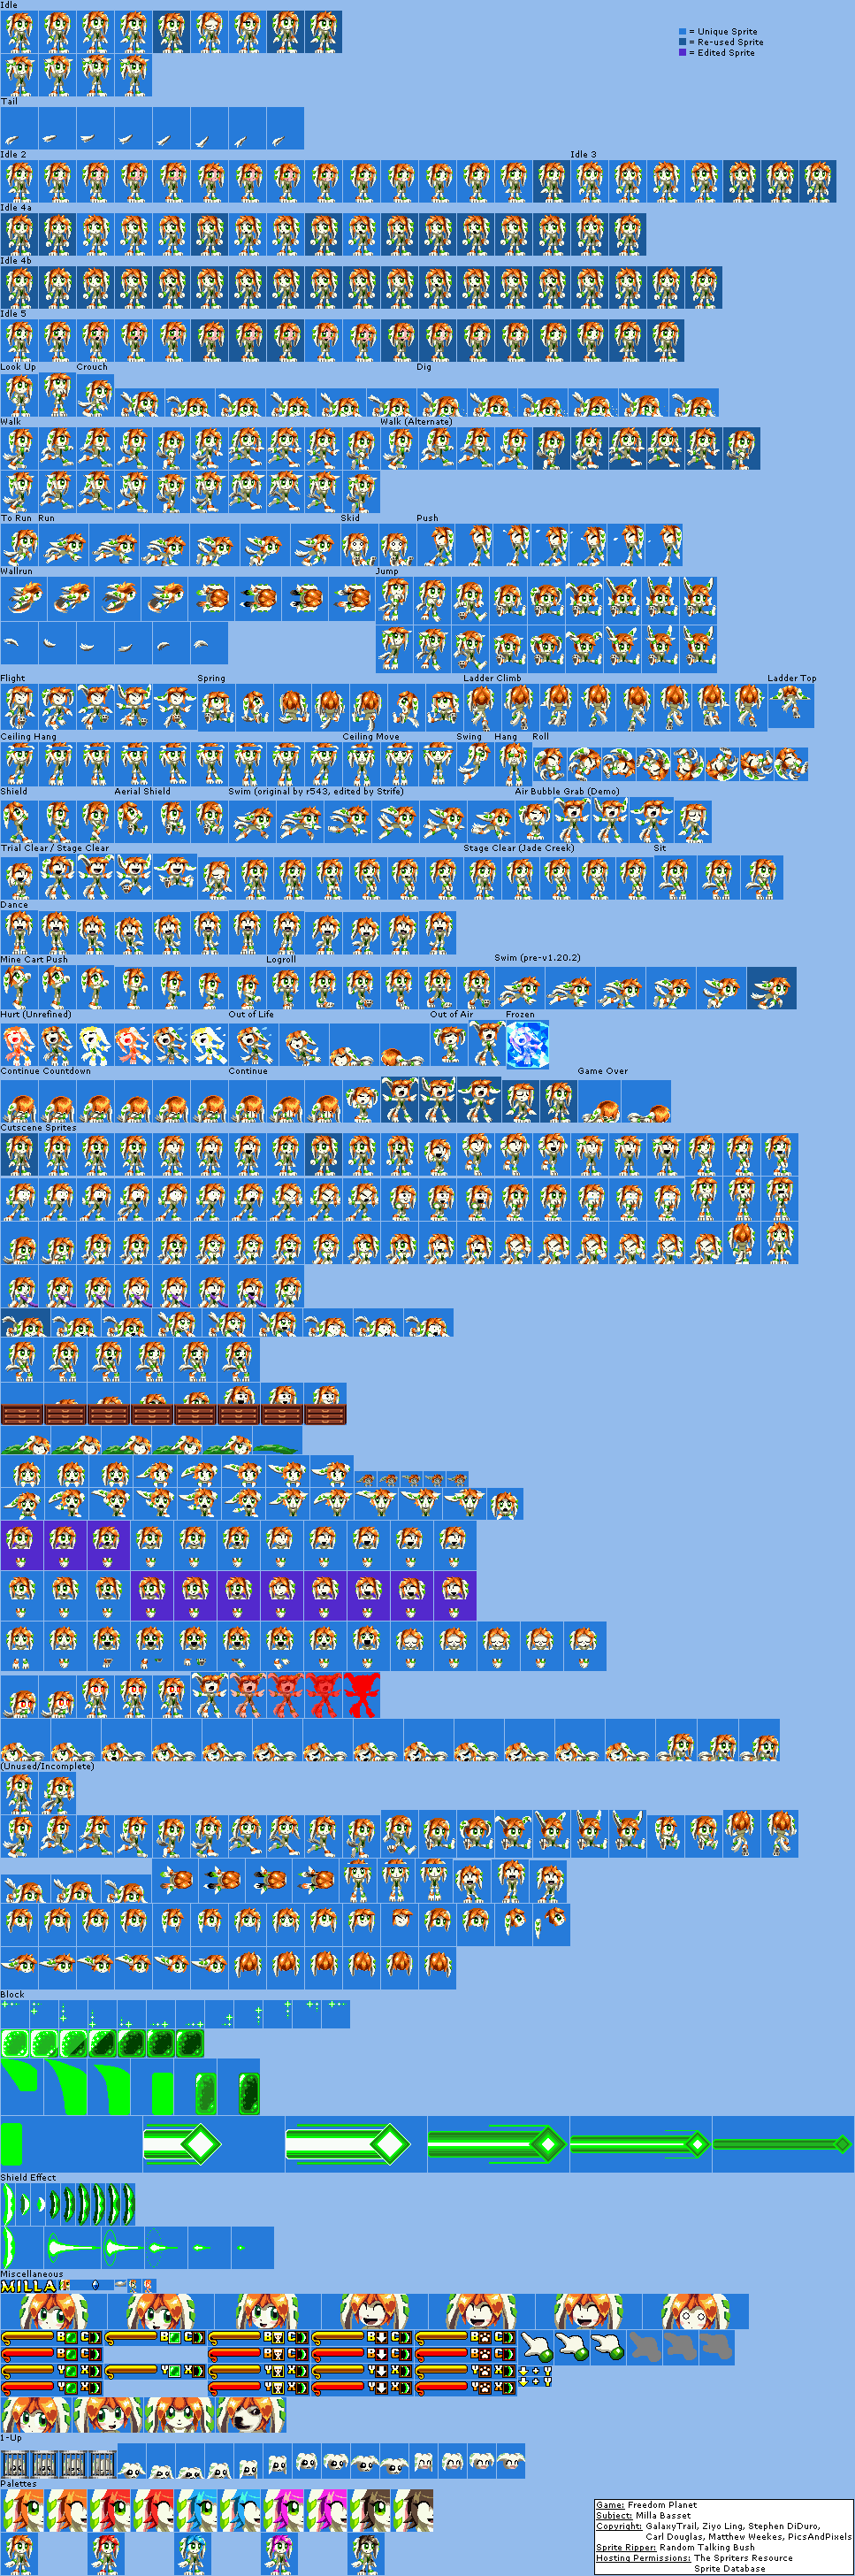 Idle
= Unique Sprite
= Re-used Sprite
= Edited Sprite
Tail
Idle 2
Idle 3
Idle 4a
Idle 4b
Idle 5
Look Up
Crouch
Dig
Walk
Walk (Alternate)
To Run
Run
Skid
Push
Wallrun
Jump
Flight
Spring
Ladder Climb
Ladder Top
Ceiling Hang
Ceiling Move
Swing
Hang
Roll
Shield
Aerial Shield
Swim (original by r543, edited by Strife)
Air Bubble Grab (Demo)
Trial Clear / Stage Clear
Stage Clear (Jade Creek)
Sit
Dance
Mine Cart Push
Logroll
Swim (pre-v1.20.2)
Hurt (Unrefined)
Out of Life
Out of Air
Frozen
Continue Countdown
Continue
Game Over
Cutscene Sprites
(Unused/Incomplete)
Block
Shield Effect
Miscellaneous
MILLA
B C B C B C B C B C
B C B C B C B C
Y X Y X Y X Y X Y X + Y
Y X Y X Y X Y X + Y
1-Up
Palettes
Game: Freedom Planet
Subject: Milla Basset
Copyright: GalaxyTrail, Ziyo Ling, Stephen DiDuro,
Carl Douglas, Matthew Weekes, PicsAndPixels
Sprite Ripper: Random Talking Bush
Hosting Permissions: The Spriters Resource
Sprite Database